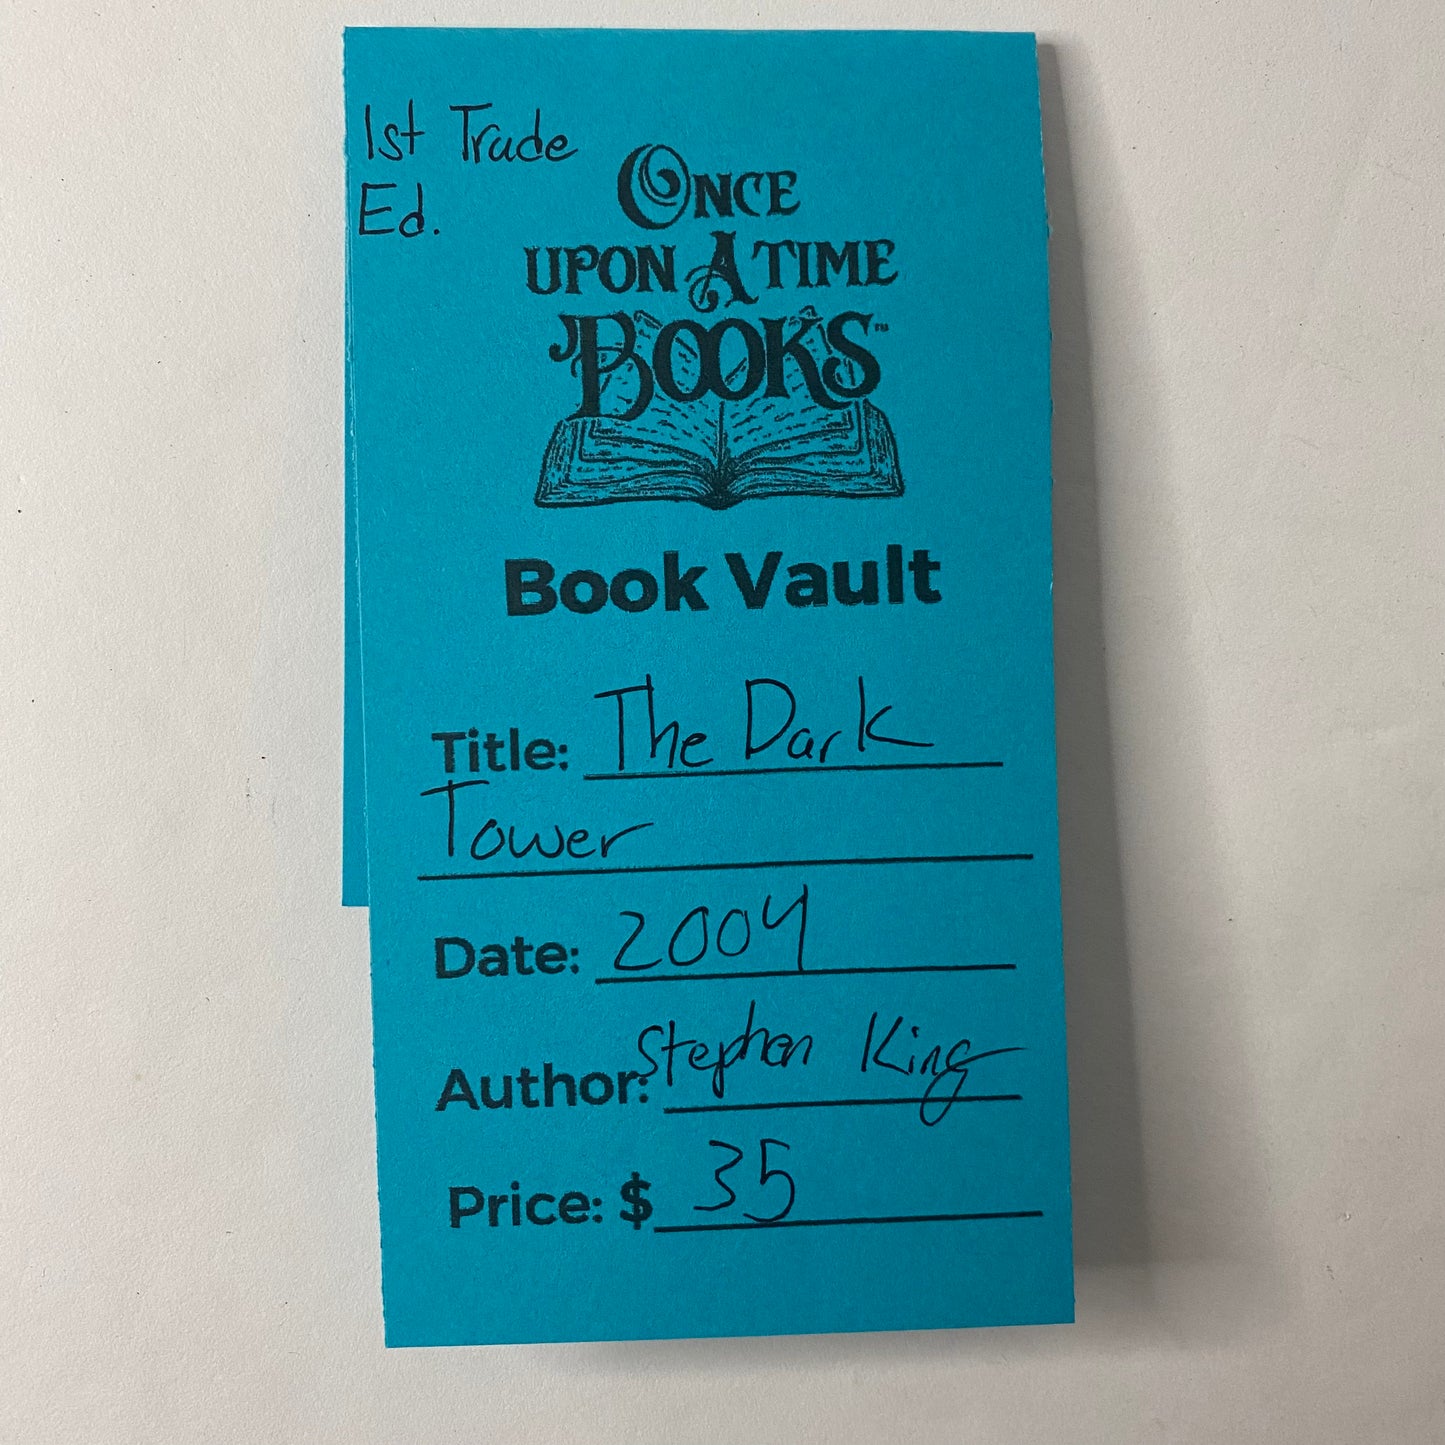 1st Trade
Ed.
ONCE
UPON A TIME
BOOKS™
Book Vault
Title: The Dark
Tower
Date: 2004
Author: Stephen King
Price: $ 35